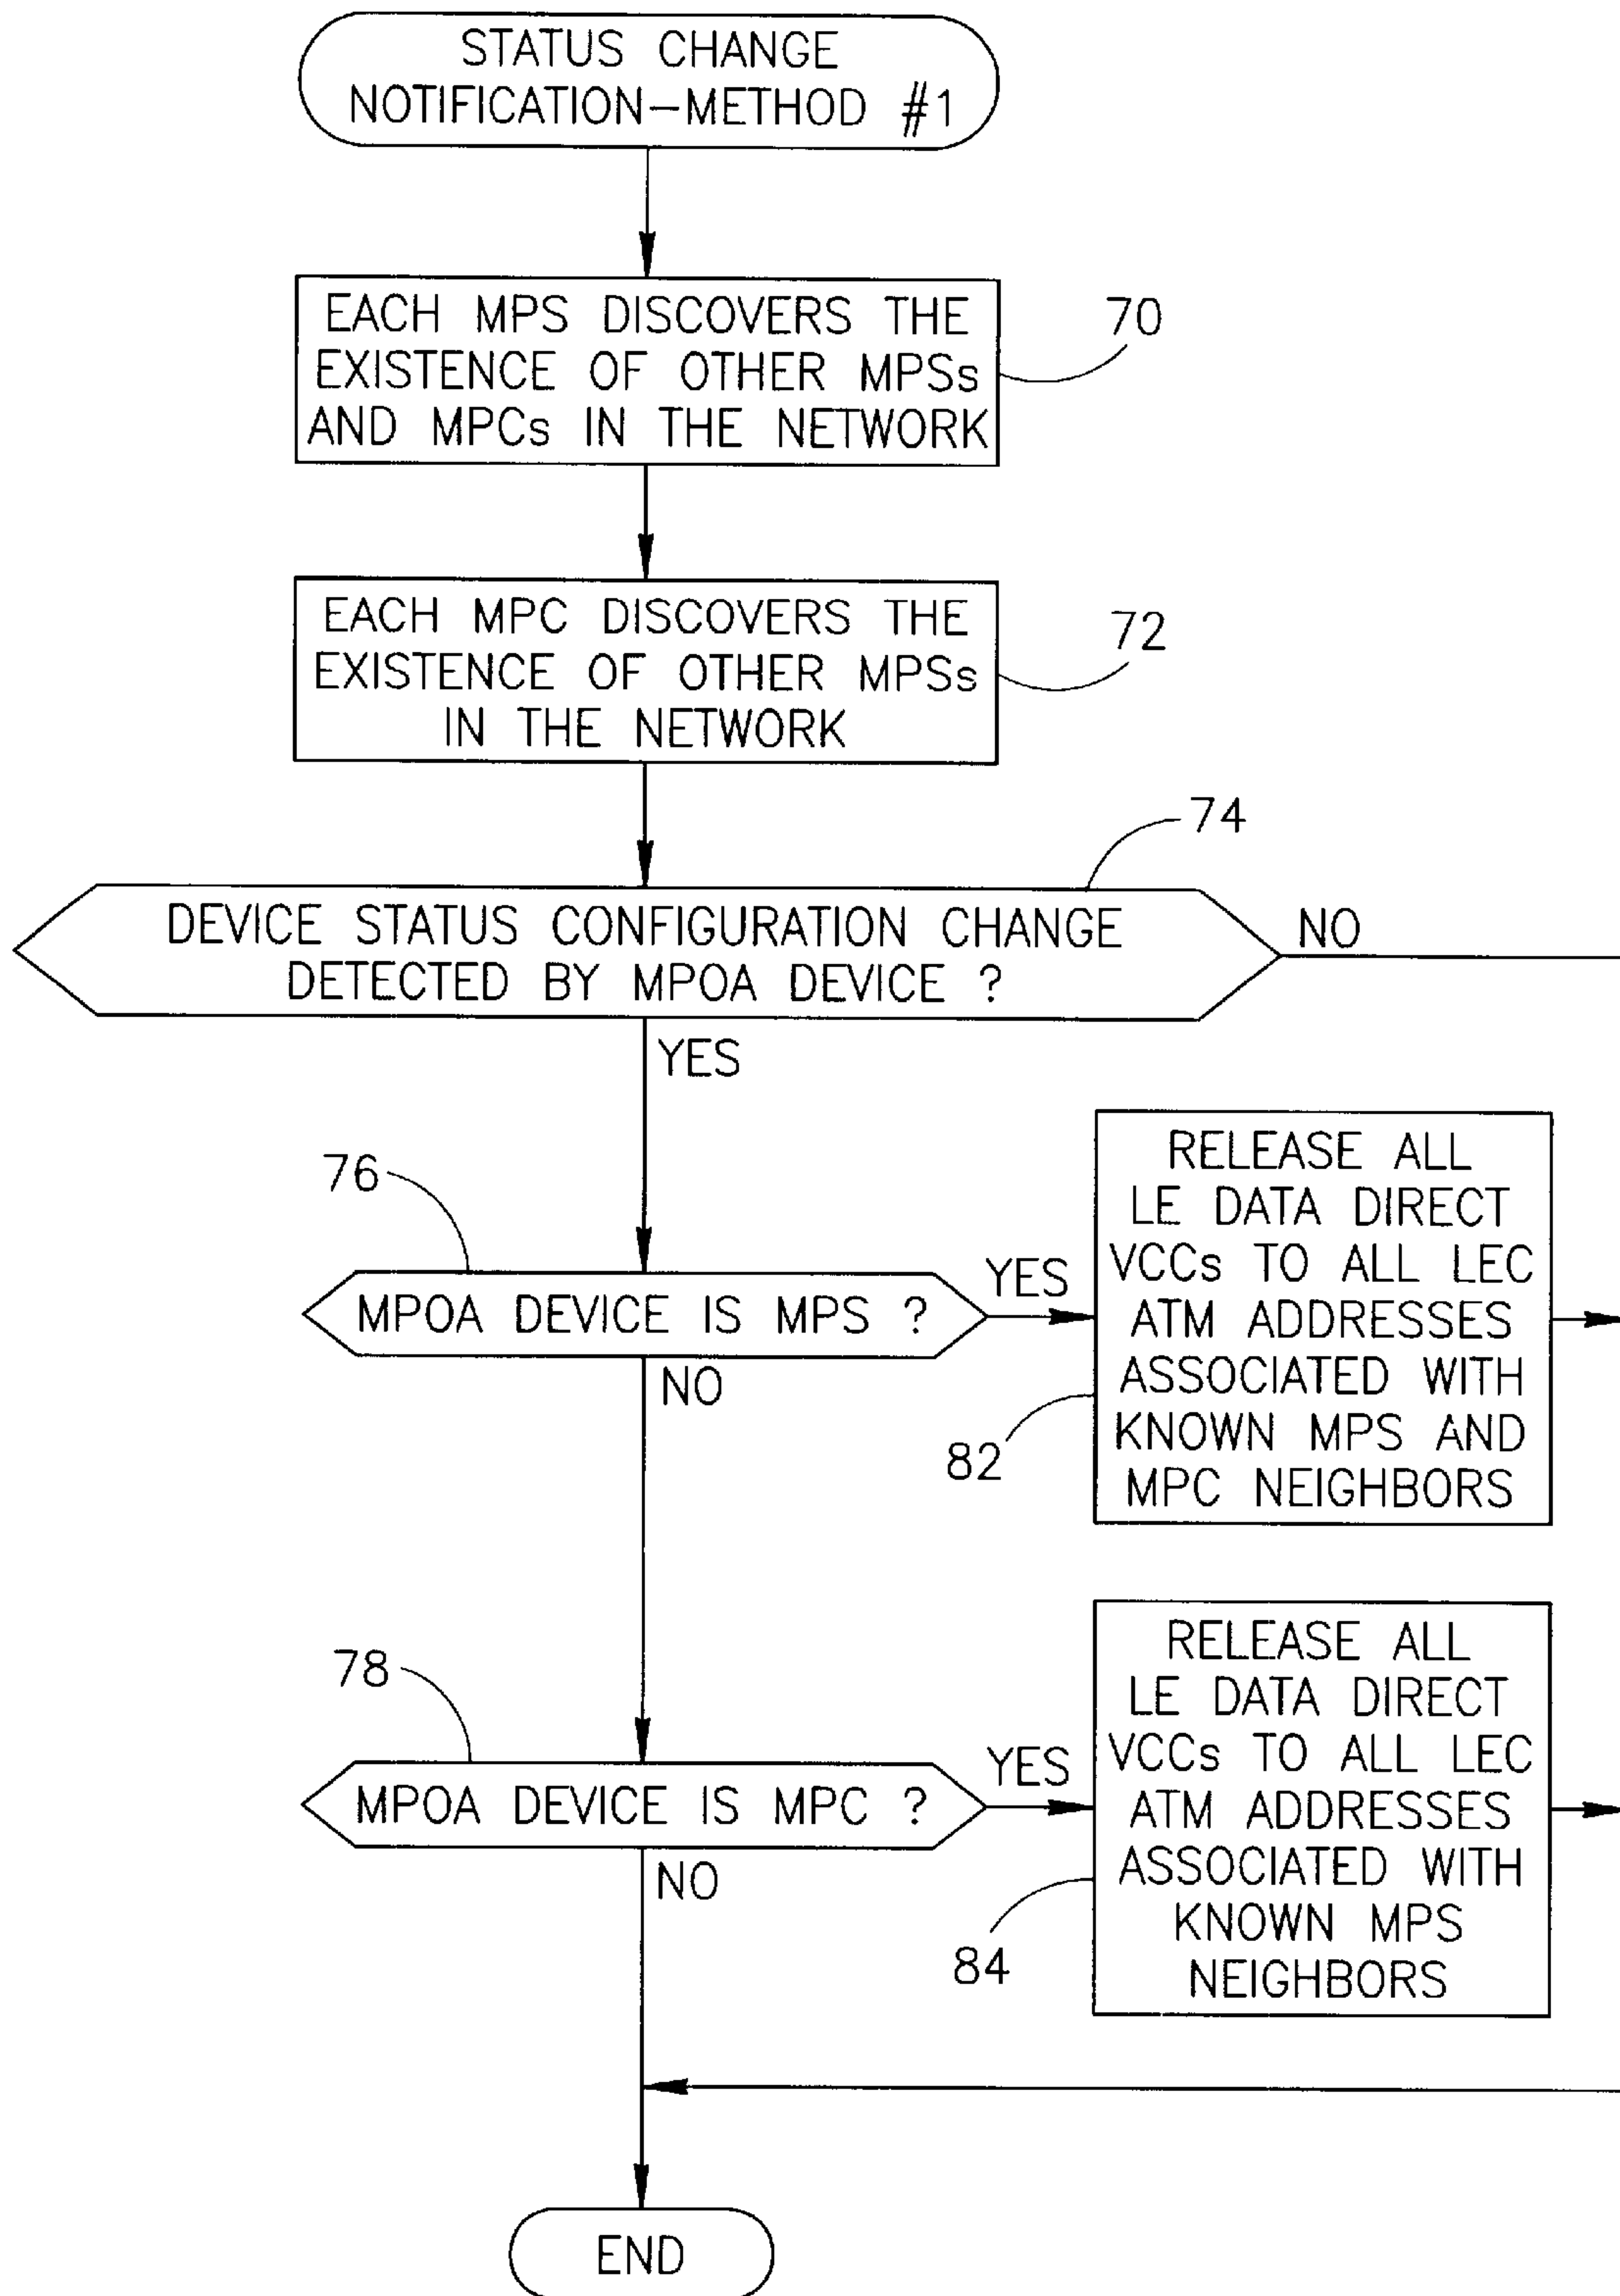 STATUS CHANGE
NOTIFICATION-METHOD #1
EACH MPS DISCOVERS THE
EXISTENCE OF OTHER MPSs
AND MPCs IN THE NETWORK
70
EACH MPC DISCOVERS THE
EXISTENCE OF OTHER MPSs
IN THE NETWORK
72
74
DEVICE STATUS CONFIGURATION CHANGE
DETECTED BY MPOA DEVICE ?
NO
YES
76
MPOA DEVICE IS MPS ?
YES
NO
RELEASE ALL
LE DATA DIRECT
VCCs TO ALL LEC
ATM ADDRESSES
ASSOCIATED WITH
KNOWN MPS AND
MPC NEIGHBORS
82
78
MPOA DEVICE IS MPC ?
YES
NO
RELEASE ALL
LE DATA DIRECT
VCCs TO ALL LEC
ATM ADDRESSES
ASSOCIATED WITH
KNOWN MPS
NEIGHBORS
84
END